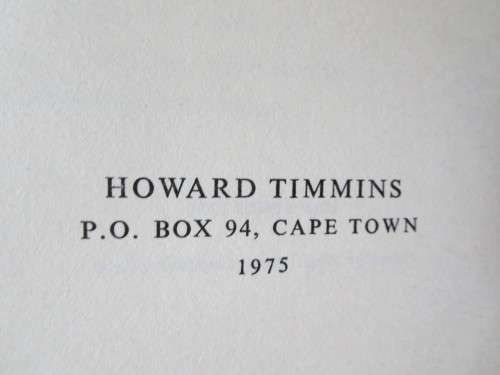 HOWARD TIMMINS
P.O. BOX 94, CAPE TOWN
1975